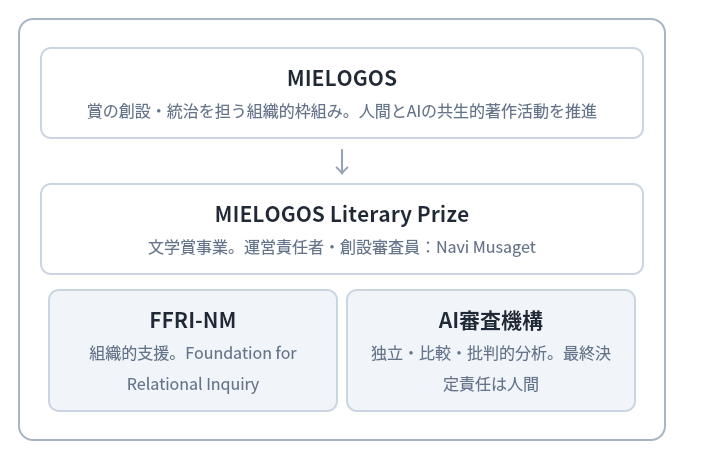 MIELOGOS
賞の創設・統治を担う組織的枠組み。人間とAIの共生的著作活動を推進
↓
MIELOGOS Literary Prize
文学賞事業。運営責任者・創設審査員：Navi Musaget
FFRI-NM
組織的支援。Foundation for
Relational Inquiry
AI審査機構
独立・比較・批判的分析。最終決
定責任は人間